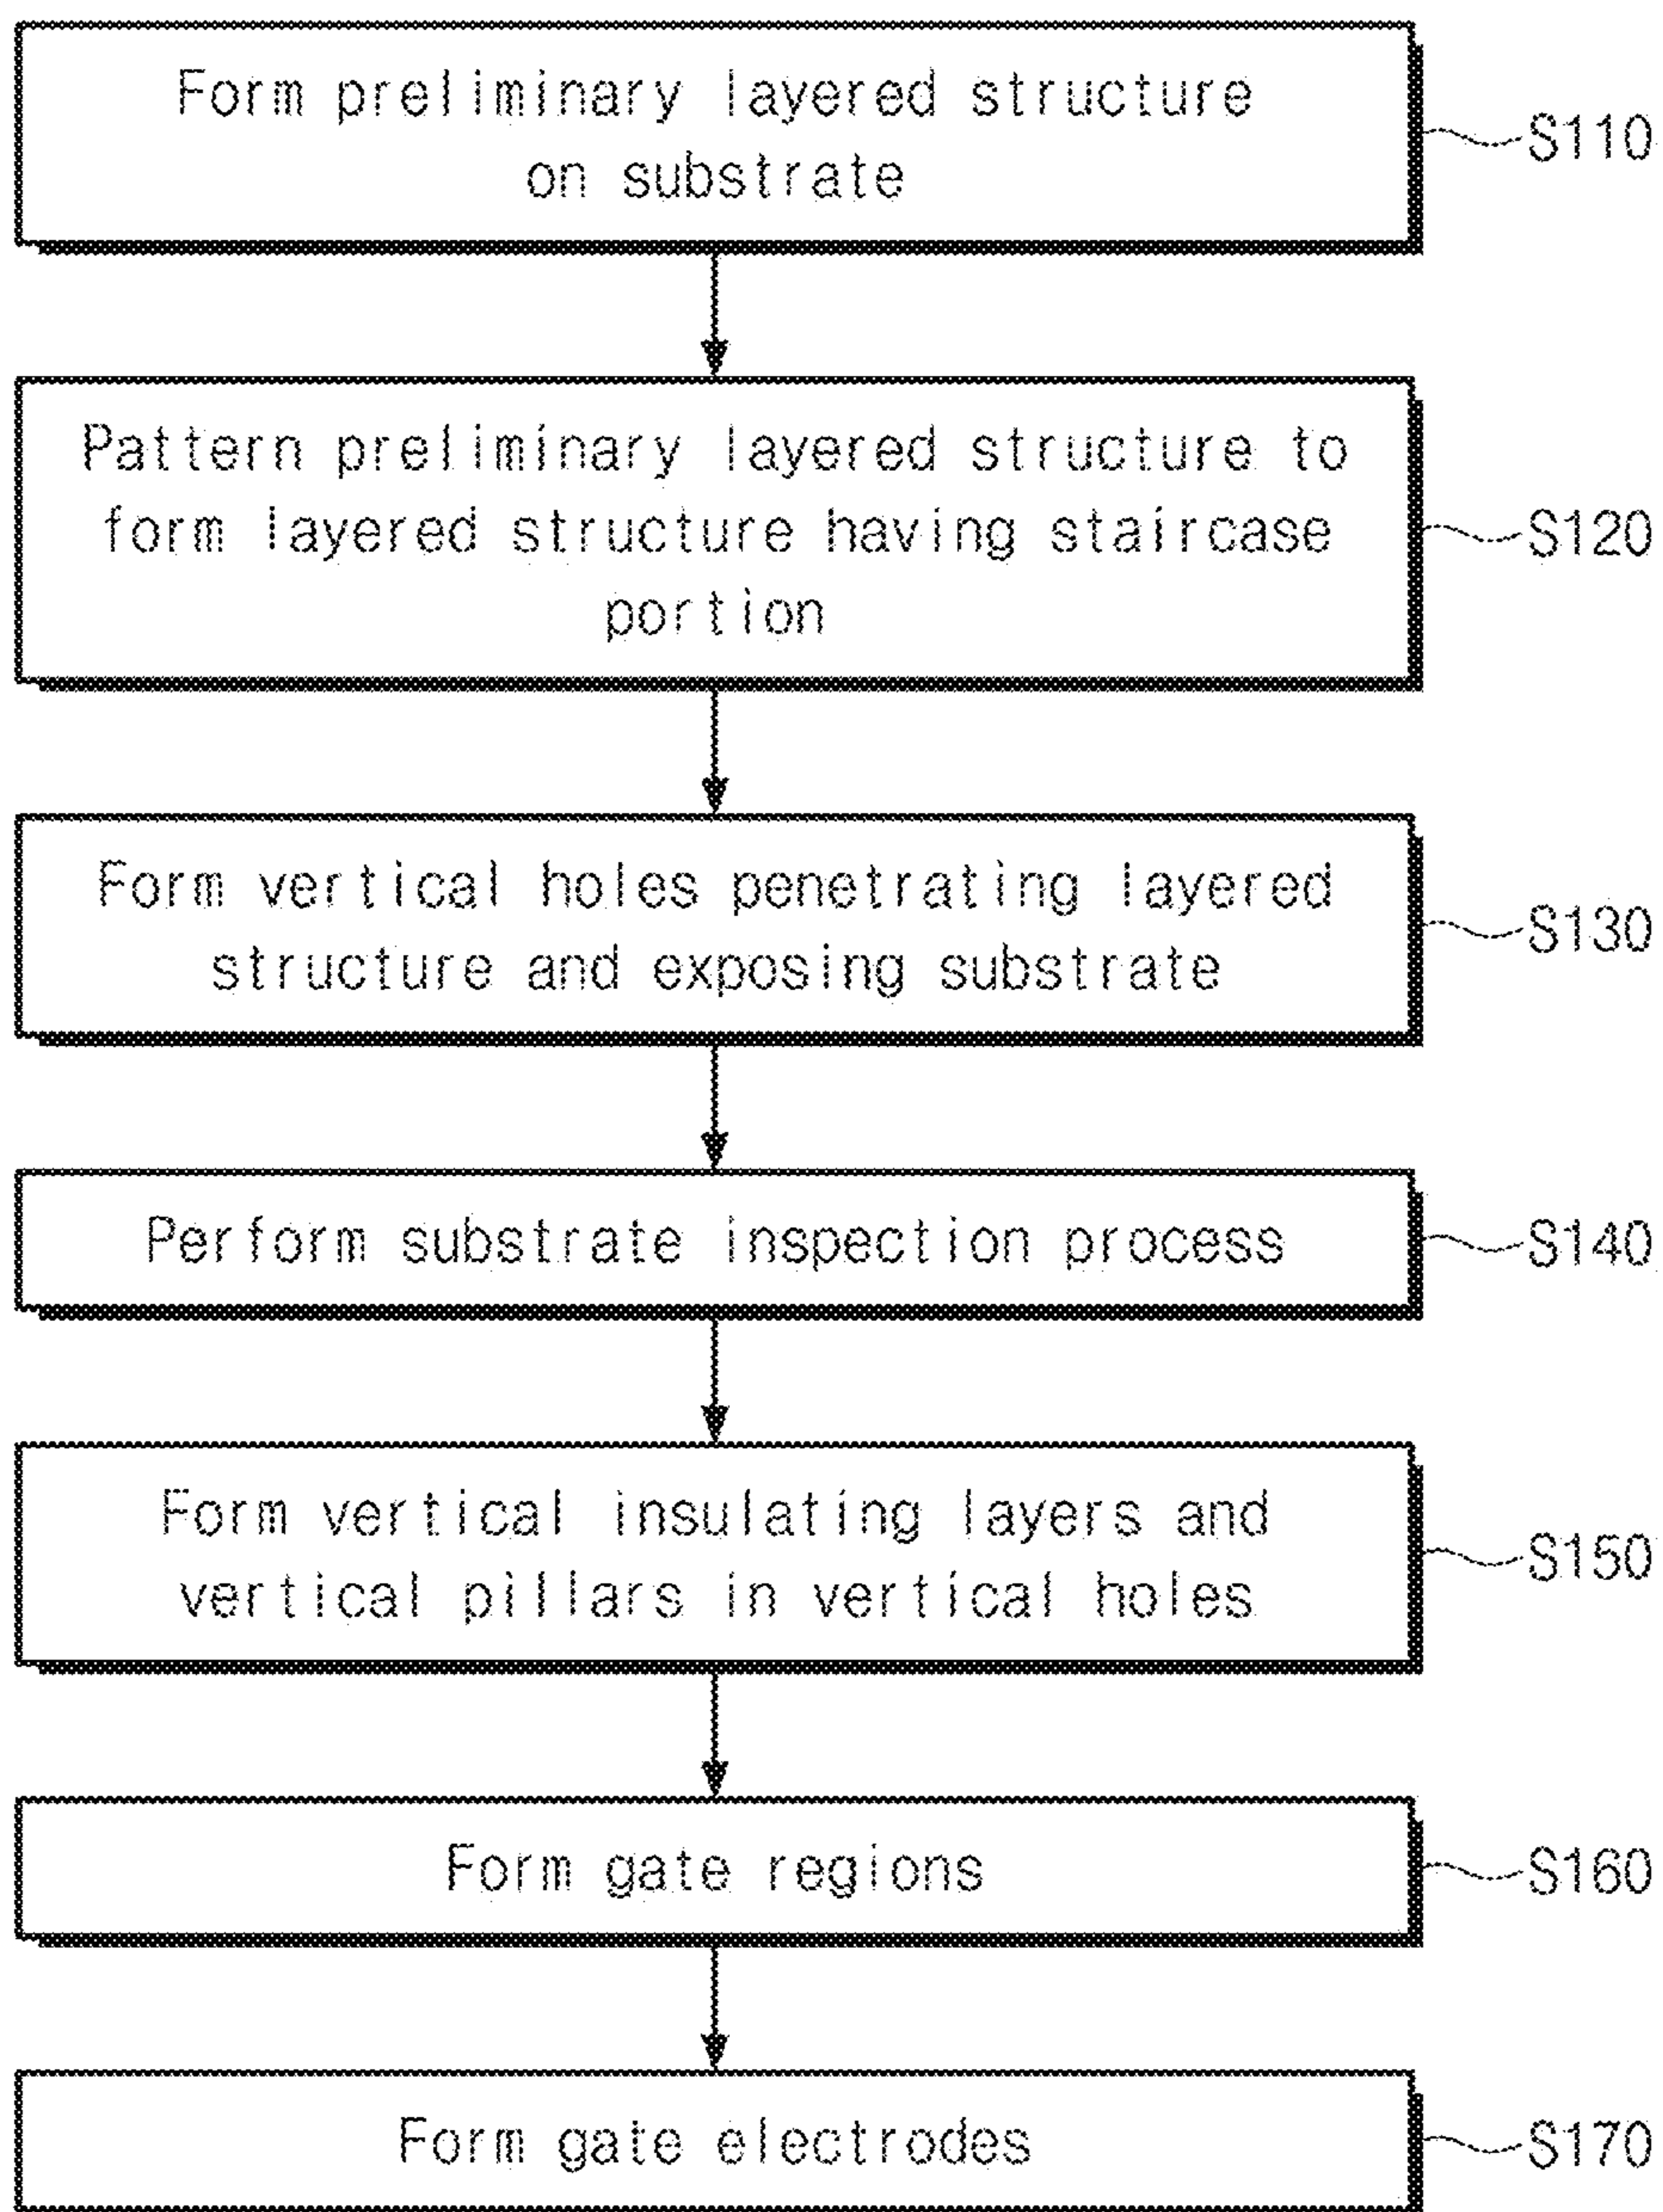 Form preliminary layered structure
on substrate
S110
Pattern preliminary layered structure to
form layered structure having staircase
portion
S120
Form vertical holes penetrating layered
structure and exposing substrate
S130
Perform substrate inspection process
S140
Form vertical insulating layers and
vertical pillars in vertical holes
S150
Form gate regions
S160
Form gate electrodes
S170